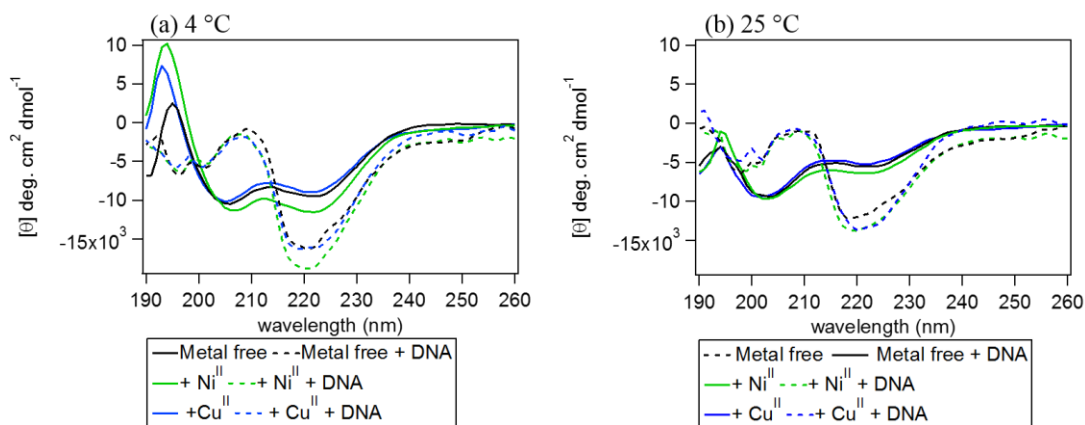 (a) 4 °C
10
5
0
-5
-10
-15x10³
[θ] deg. cm² dmol⁻¹
190 200 210 220 230 240 250 260
wavelength (nm)
Metal free Metal free + DNA
+ Ni^II + Ni^II + DNA
+Cu^II + Cu^II + DNA
(b) 25 °C
10
5
0
-5
-10
-15x10³
[θ] deg. cm² dmol⁻¹
190 200 210 220 230 240 250 260
wavelength (nm)
Metal free Metal free + DNA
+ Ni^II + Ni^II + DNA
+ Cu^II + Cu^II + DNA